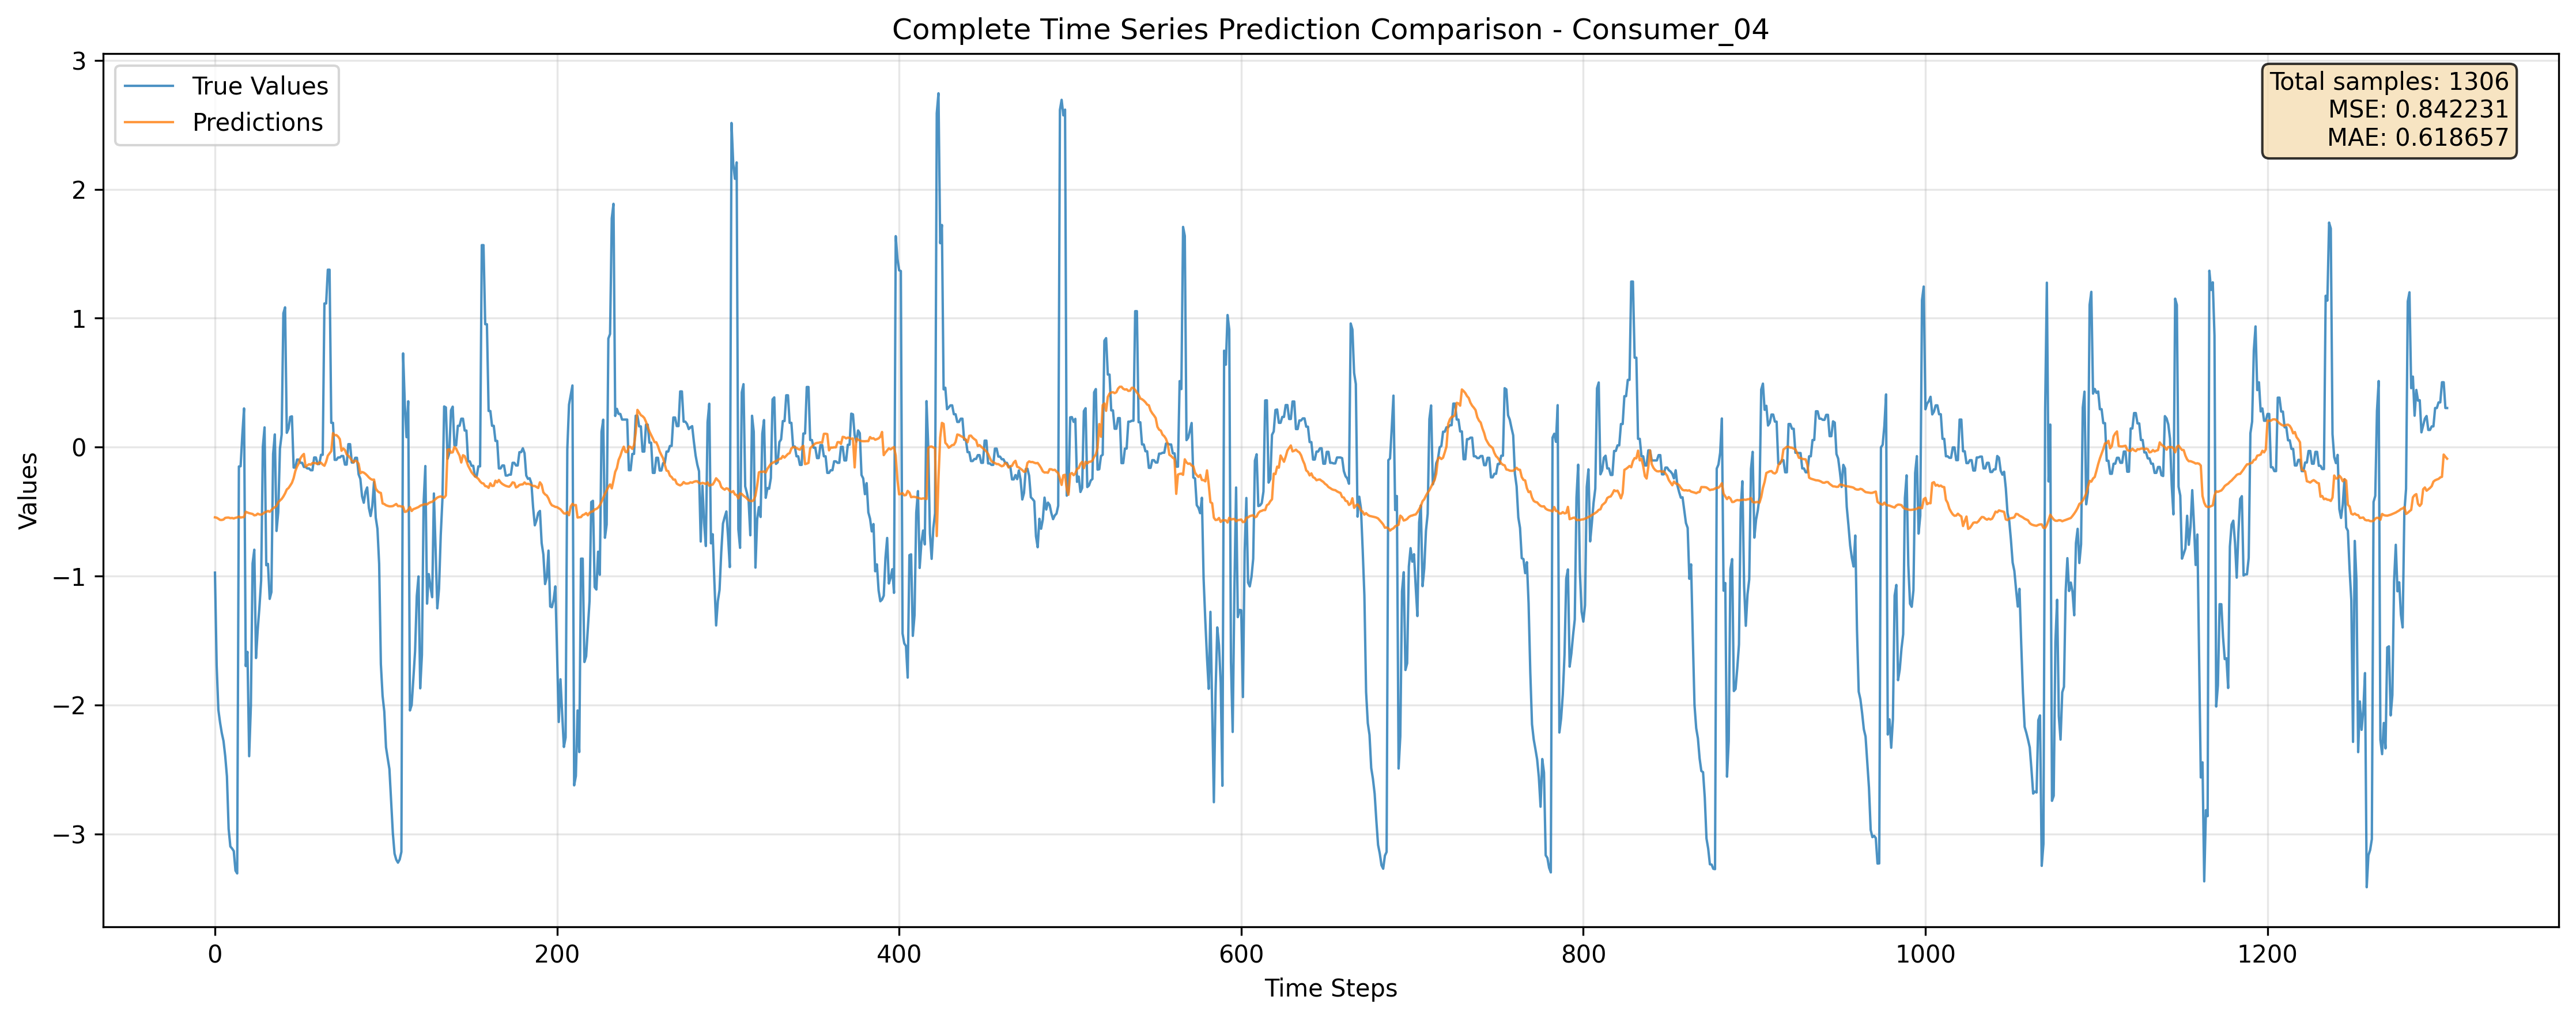 Complete Time Series Prediction Comparison - Consumer_04
True Values
Predictions
Total samples: 1306
MSE: 0.842231
MAE: 0.618657
Values
3
2
1
0
−1
−2
−3
0
200
400
600
800
1000
1200
Time Steps